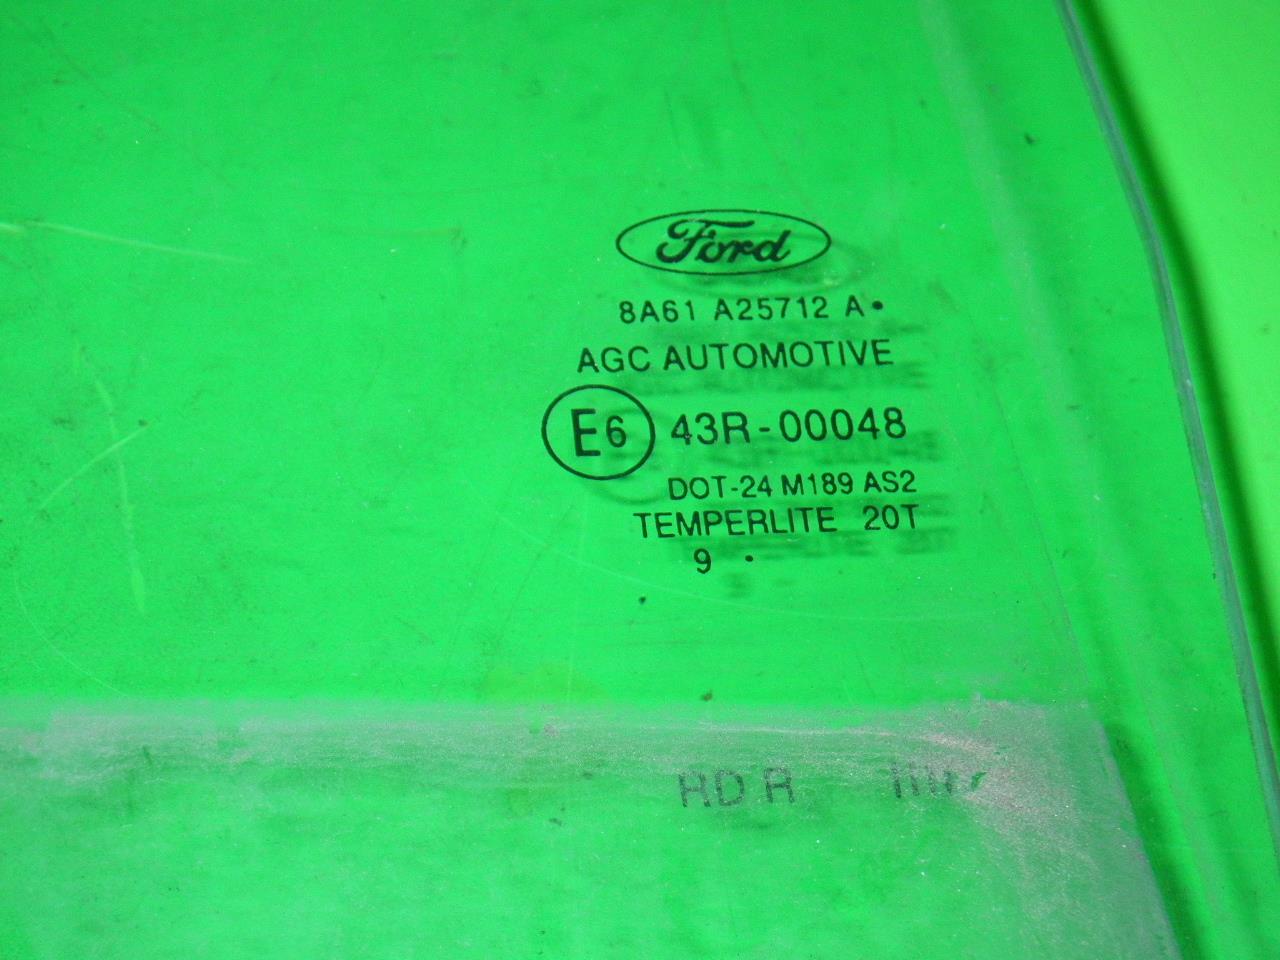 Ford
8A61 A25712 A•
AGC AUTOMOTIVE
E6 43R-00048
DOT-24 M189 AS2
TEMPERLITE 20T
9 •
RD R